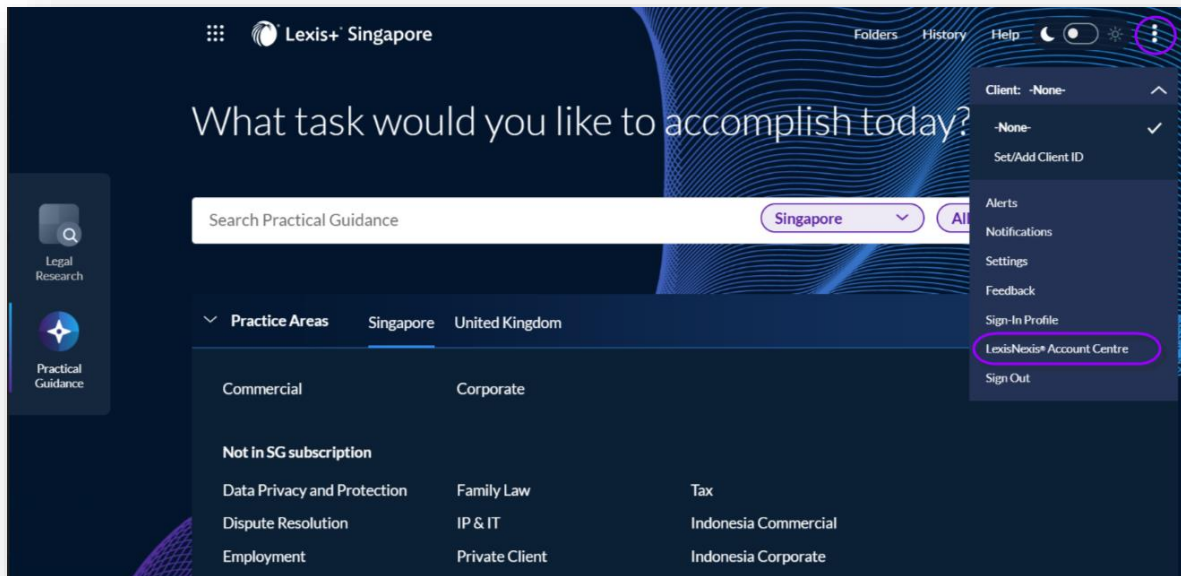 Lexis+® Singapore
Folders History Help
Client: -None-
-None-
Set/Add Client ID
Alerts
Notifications
Settings
Feedback
Sign-In Profile
LexisNexis® Account Centre
Sign Out
What task would you like to accomplish today?
Legal
Research
Practical
Guidance
Search Practical Guidance
Singapore
Practice Areas Singapore United Kingdom
Commercial Corporate
Not in SG subscription
Data Privacy and Protection Family Law Tax
Dispute Resolution IP & IT Indonesia Commercial
Employment Private Client Indonesia Corporate